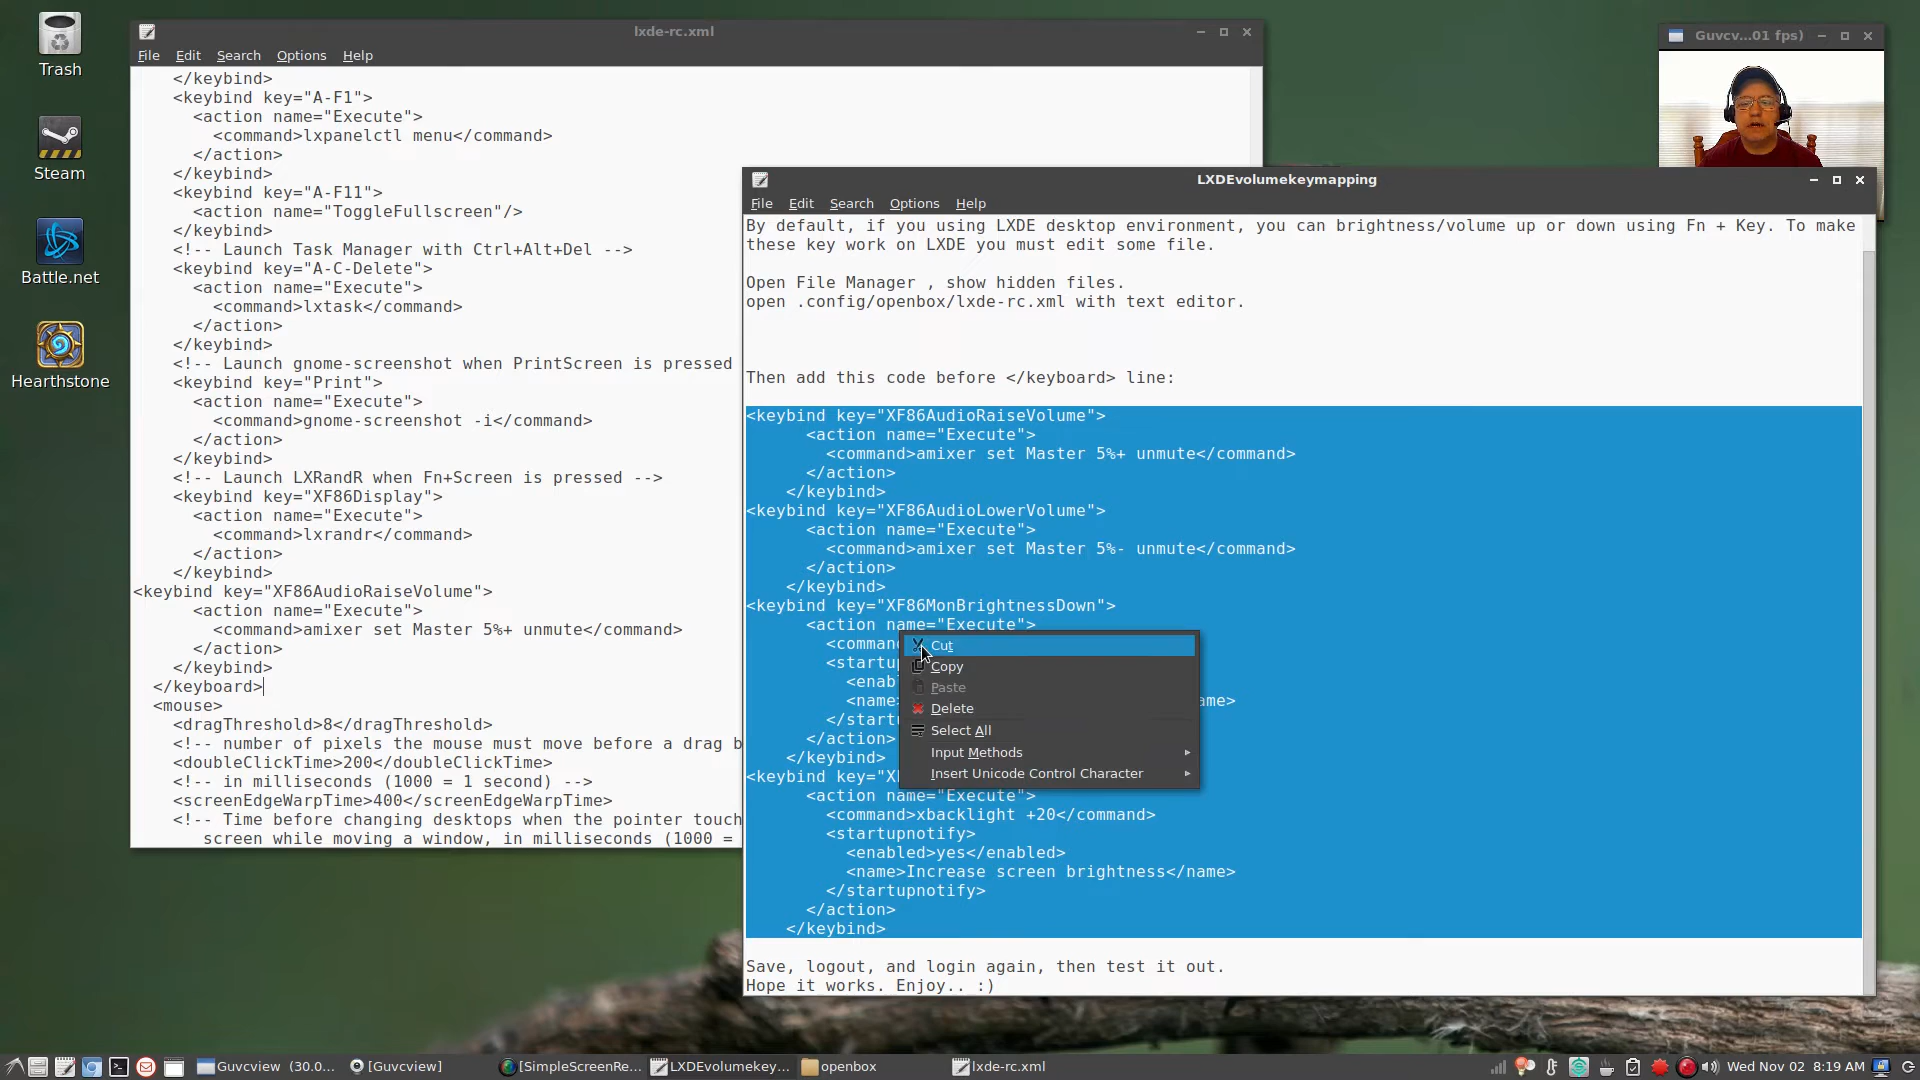 Trash
Steam
Battle.net
Hearthstone
lxde-rc.xml
File Edit Search Options Help
</keybind>
<keybind key="A-F1">
<action name="Execute">
<command>lxpanelctl menu</command>
</action>
</keybind>
<keybind key="A-F11">
<action name="ToggleFullscreen"/>
</keybind>
<!-- Launch Task Manager with Ctrl+Alt+Del -->
<keybind key="A-C-Delete">
<action name="Execute">
<command>lxtask</command>
</action>
</keybind>
<!-- Launch gnome-screenshot when PrintScreen is pressed
<keybind key="Print">
<action name="Execute">
<command>gnome-screenshot -i</command>
</action>
</keybind>
<!-- Launch LXRandR when Fn+Screen is pressed -->
<keybind key="XF86Display">
<action name="Execute">
<command>lxrandr</command>
</action>
</keybind>
<keybind key="XF86AudioRaiseVolume">
<action name="Execute">
<command>amixer set Master 5%+ unmute</command>
</action>
</keybind>
</keyboard>
<mouse>
<dragThreshold>8</dragThreshold>
<!-- number of pixels the mouse must move before a drag b
<doubleClickTime>200</doubleClickTime>
<!-- in milliseconds (1000 = 1 second) -->
<screenEdgeWarpTime>400</screenEdgeWarpTime>
<!-- Time before changing desktops when the pointer touch
screen while moving a window, in milliseconds (1000 =
Guvcv...01 fps)
LXDEvolumekeymapping
File Edit Search Options Help
By default, if you using LXDE desktop environment, you can brightness/volume up or down using Fn + Key. To make
these key work on LXDE you must edit some file.
Open File Manager , show hidden files.
open .config/openbox/lxde-rc.xml with text editor.
Then add this code before </keyboard> line:
<keybind key="XF86AudioRaiseVolume">
<action name="Execute">
<command>amixer set Master 5%+ unmute</command>
</action>
</keybind>
<keybind key="XF86AudioLowerVolume">
<action name="Execute">
<command>amixer set Master 5%- unmute</command>
</action>
</keybind>
<keybind key="XF86MonBrightnessDown">
<action name="Execute">
<comman
<startu
<enab
<name> ame>
</startu
</action>
</keybind>
<keybind key="X
<action name="Execute">
<command>xbacklight +20</command>
<startupnotify>
<enabled>yes</enabled>
<name>Increase screen brightness</name>
</startupnotify>
</action>
</keybind>
Save, logout, and login again, then test it out.
Hope it works. Enjoy.. :)
Cut
Copy
Paste
Delete
Select All
Input Methods
Insert Unicode Control Character
Guvcview (30.0... [Guvcview] [SimpleScreenRe... LXDEvolumekey... openbox lxde-rc.xml Wed Nov 02 8:19 AM